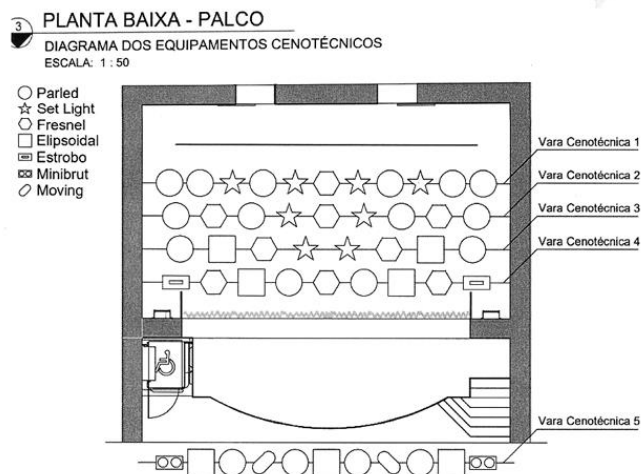 3 PLANTA BAIXA - PALCO
DIAGRAMA DOS EQUIPAMENTOS CENOTÉCNICOS
ESCALA: 1 : 50
Parled
Set Light
Fresnel
Elipsoidal
Estrobo
Minibrut
Moving
Vara Cenotécnica 1
Vara Cenotécnica 2
Vara Cenotécnica 3
Vara Cenotécnica 4
Vara Cenotécnica 5